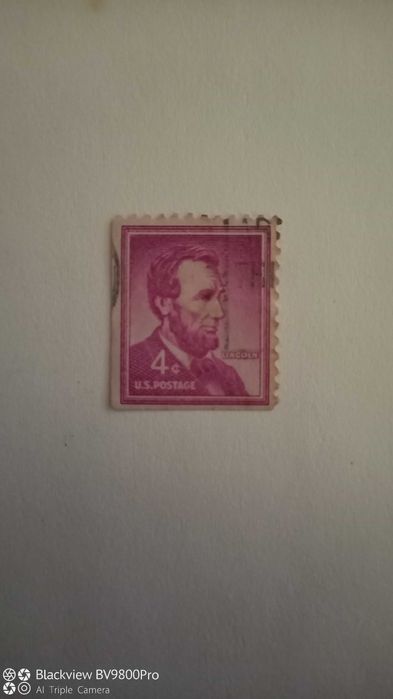 LINCOLN
4¢
U.S.POSTAGE
Blackview BV9800Pro
AI Triple Camera